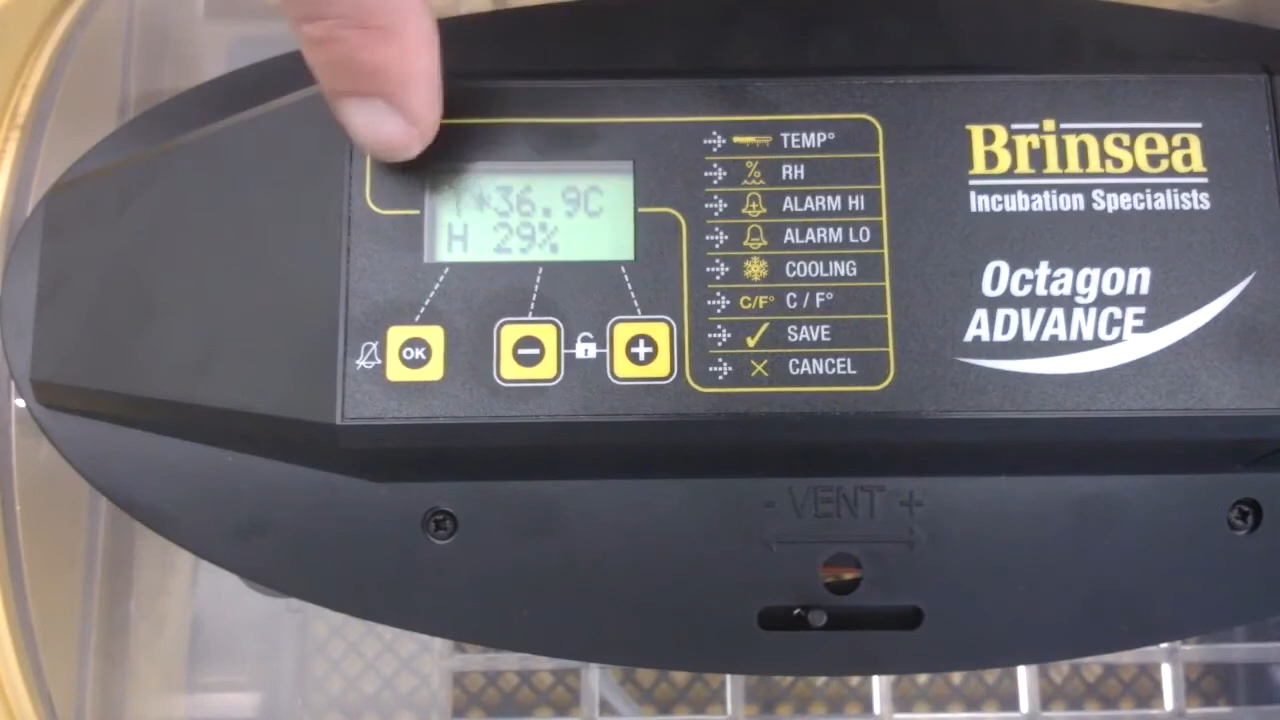 T*36.9C
H 29%
OK
−
+
TEMP°
% RH
ALARM HI
ALARM LO
COOLING
C/F° C / F°
SAVE
CANCEL
Brinsea
Incubation Specialists
Octagon
ADVANCE
- VENT +